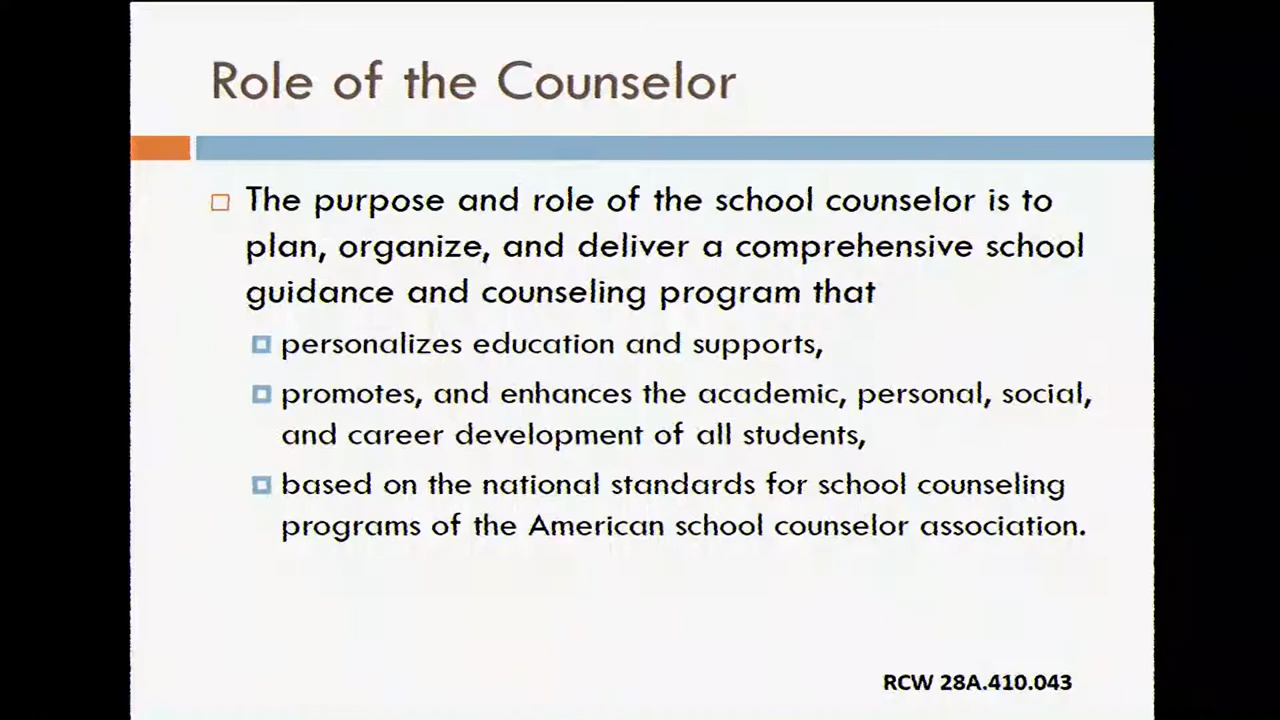 Role of the Counselor
The purpose and role of the school counselor is to
plan, organize, and deliver a comprehensive school
guidance and counseling program that
personalizes education and supports,
promotes, and enhances the academic, personal, social,
and career development of all students,
based on the national standards for school counseling
programs of the American school counselor association.
RCW 28A.410.043